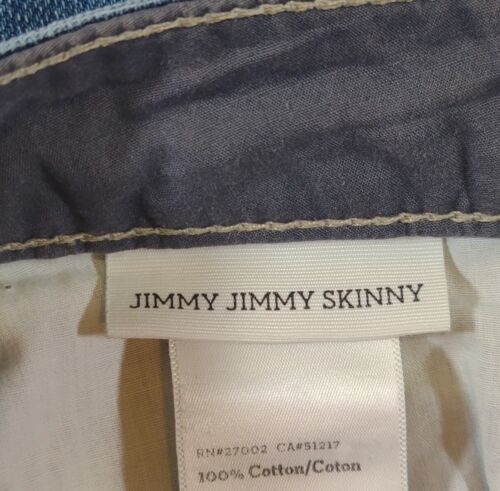 JIMMY JIMMY SKINNY
RN#27002 CA#51217
100% Cotton/Coton